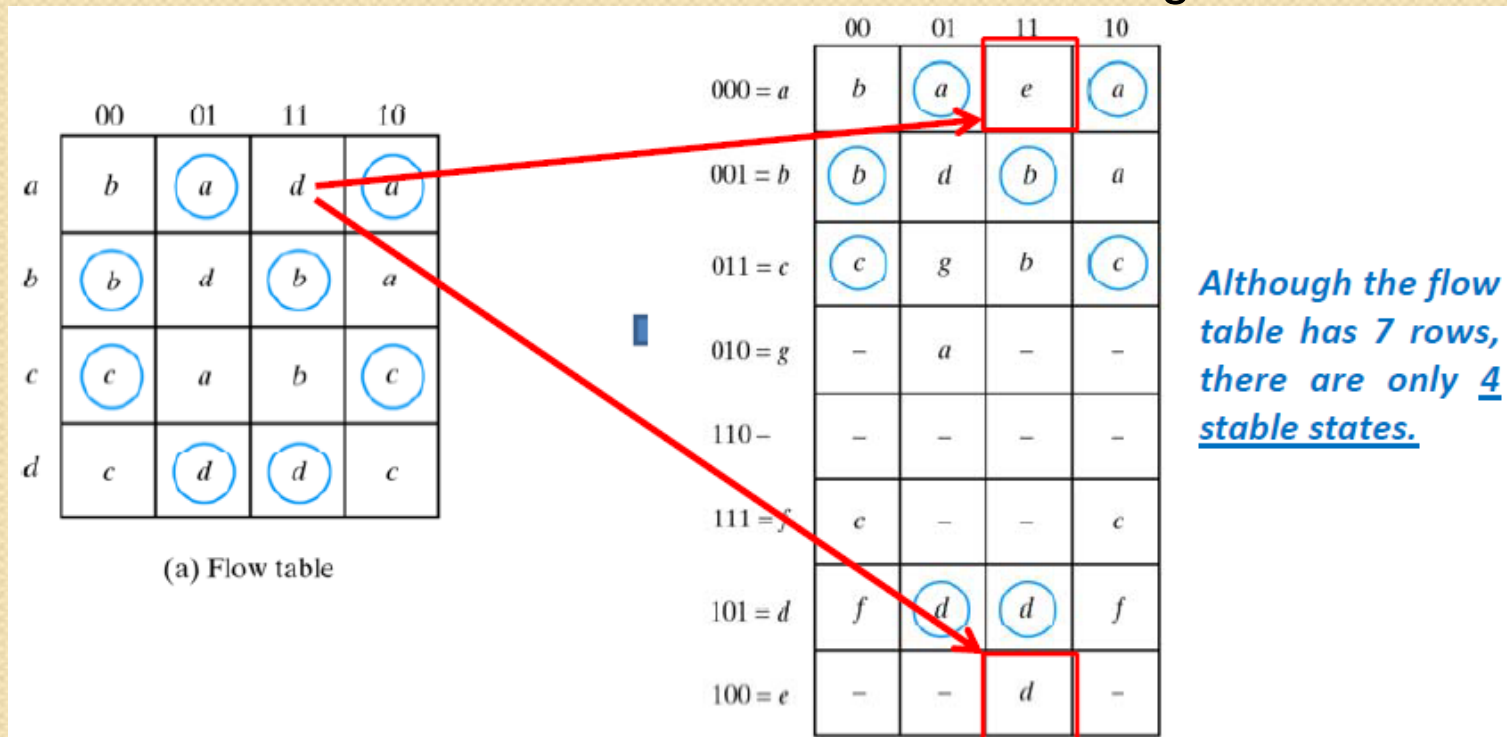 g
00 01 11 10
a b a d a
b b d b a
c c a b c
d c d d c
(a) Flow table
00 01 11 10
000 = a b a e a
001 = b b d b a
011 = c c g b c
010 = g – a – –
110 – – – – –
111 = f c – – c
101 = d f d d f
100 = e – – d –
Although the flow
table has 7 rows,
there are only 4
stable states.